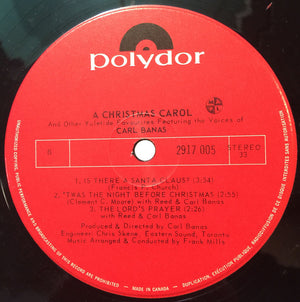 polydor
A CHRISTMAS CAROL
And Other Yuletide Favourites Featuring the Voices of
CARL BANAS
2917 005
STEREO
33
1. IS THERE A SANTA CLAUS? (3:54)
(Francis P. Church)
2. 'TWAS THE NIGHT BEFORE CHRISTMAS (2:55)
(Clement C. Moore) with Reed & Carl Banas
3. THE LORD'S PRAYER (2:26)
with Reed & Carl Banas
Produced & Directed by Carl Banas
Engineer: Chris Skene, Eastern Sound, Toronto
Music Arranged & Conducted by Frank Mills